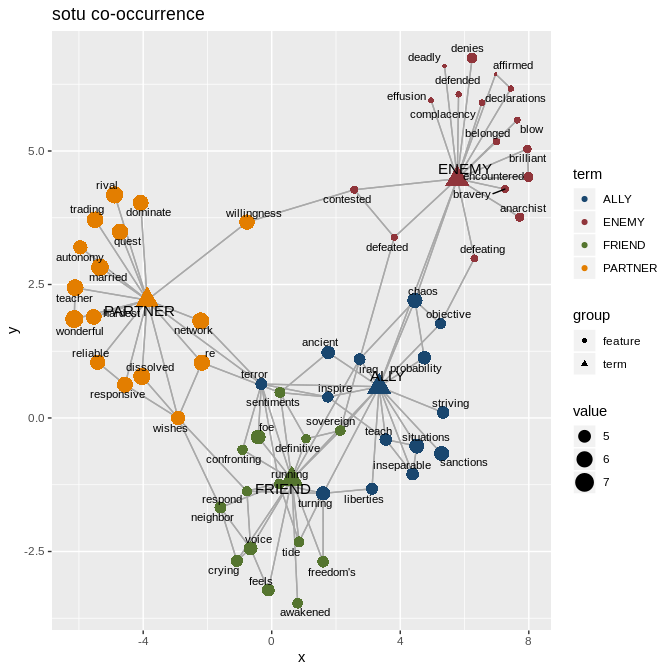 sotu co-occurrence
denies
deadly
affirmed
defended
effusion
declarations
complacency
blow
belonged
5.0
brilliant
ENEMY
encountered
rival
bravery
contested
trading
dominate
willingness
anarchist
quest
defeated
defeating
autonomy
married
2.5
teacher
chaos
PARTNER
objective
wonderful
network
ancient
reliable
re
iraq
probability
dissolved
terror
ALLY
responsive
inspire
sentiments
striving
0.0
wishes
foe
sovereign
teach
situations
definitive
confronting
inseparable
sanctions
running
FRIEND
respond
turning
liberties
neighbor
-2.5
voice
tide
crying
freedom's
feels
awakened
-4
0
4
8
x
y
term
ALLY
ENEMY
FRIEND
PARTNER
group
feature
term
value
5
6
7